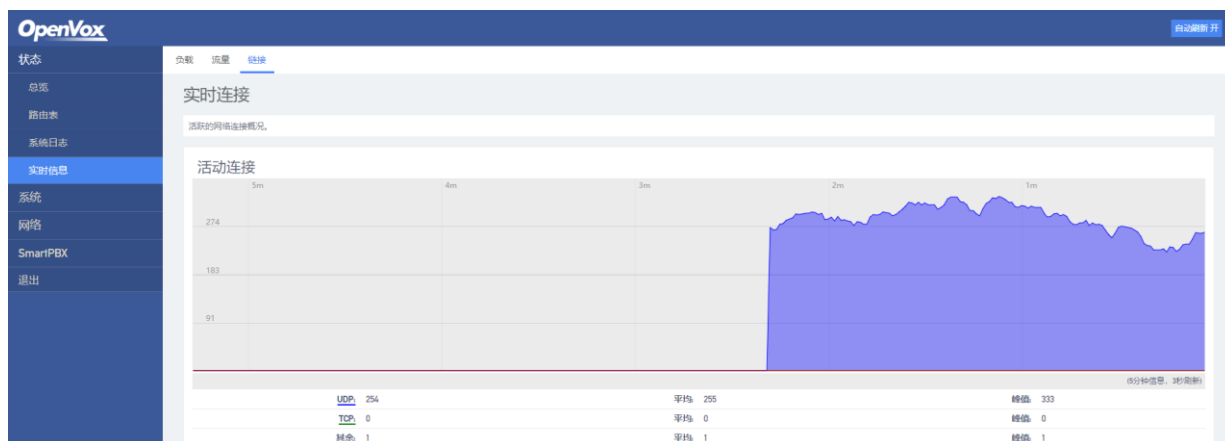 OpenVox
自动刷新 开
状态
总览
路由表
系统日志
实时信息
系统
网络
SmartPBX
退出
负载 流量 链接
实时连接
活跃的网络连接概况。
活动连接
5m 4m 3m 2m 1m
274
183
91
(5分钟信息, 3秒刷新)
UDP: 254 平均: 255 峰值: 333
TCP: 0 平均: 0 峰值: 0
其余: 1 平均: 1 峰值: 1